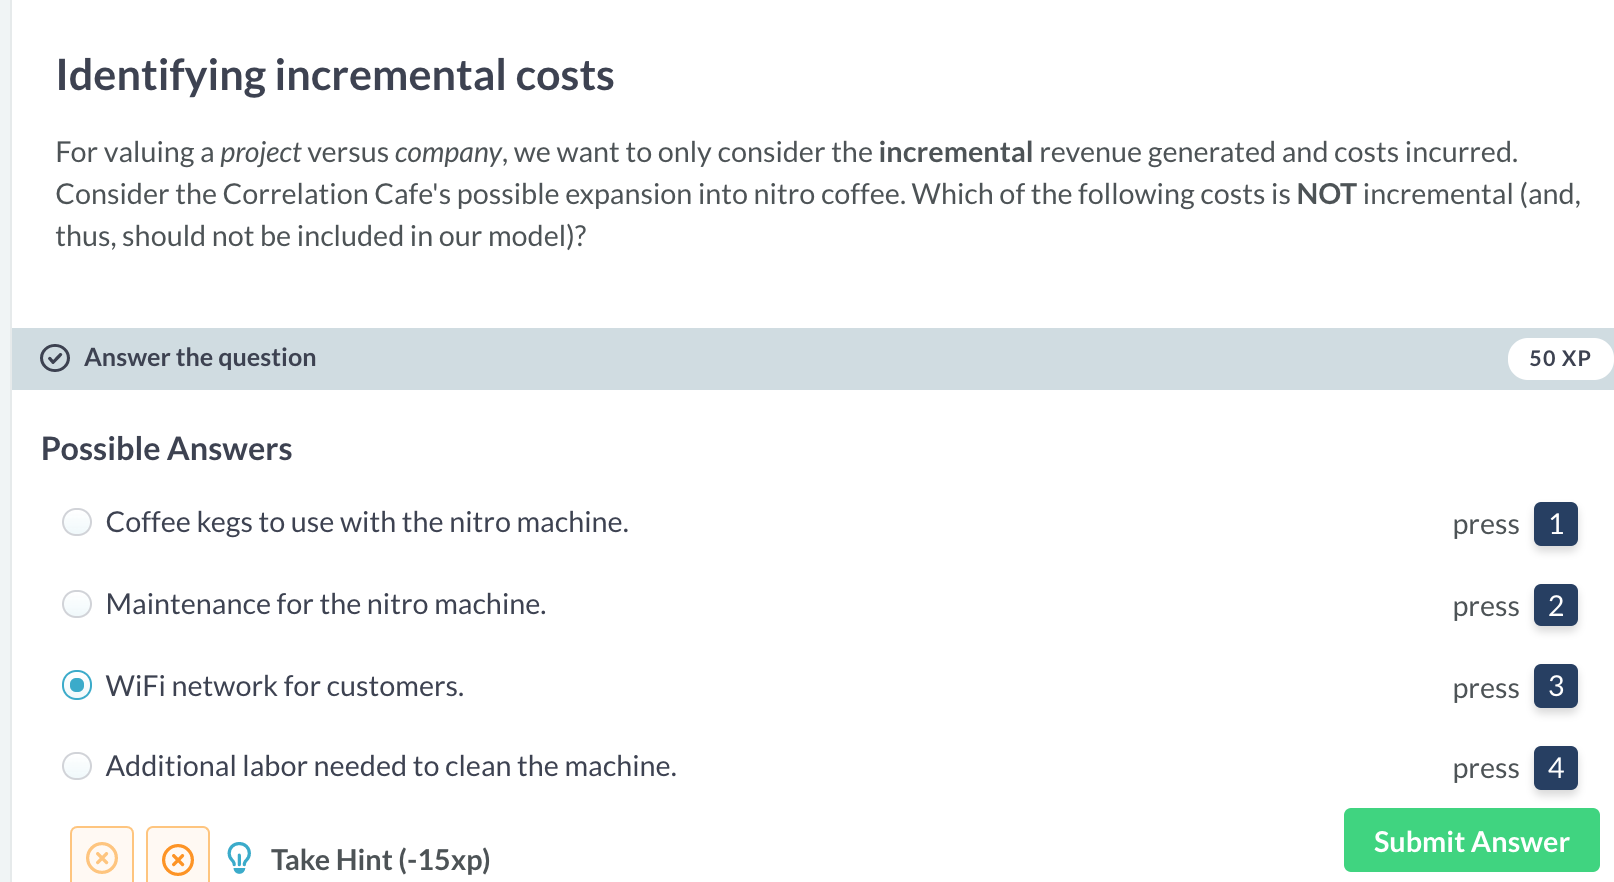 Identifying incremental costs
For valuing a project versus company, we want to only consider the incremental revenue generated and costs incurred.
Consider the Correlation Cafe's possible expansion into nitro coffee. Which of the following costs is NOT incremental (and,
thus, should not be included in our model)?
Answer the question
50 XP
Possible Answers
Coffee kegs to use with the nitro machine.
press 1
Maintenance for the nitro machine.
press 2
WiFi network for customers.
press 3
Additional labor needed to clean the machine.
press 4
Take Hint (-15xp)
Submit Answer